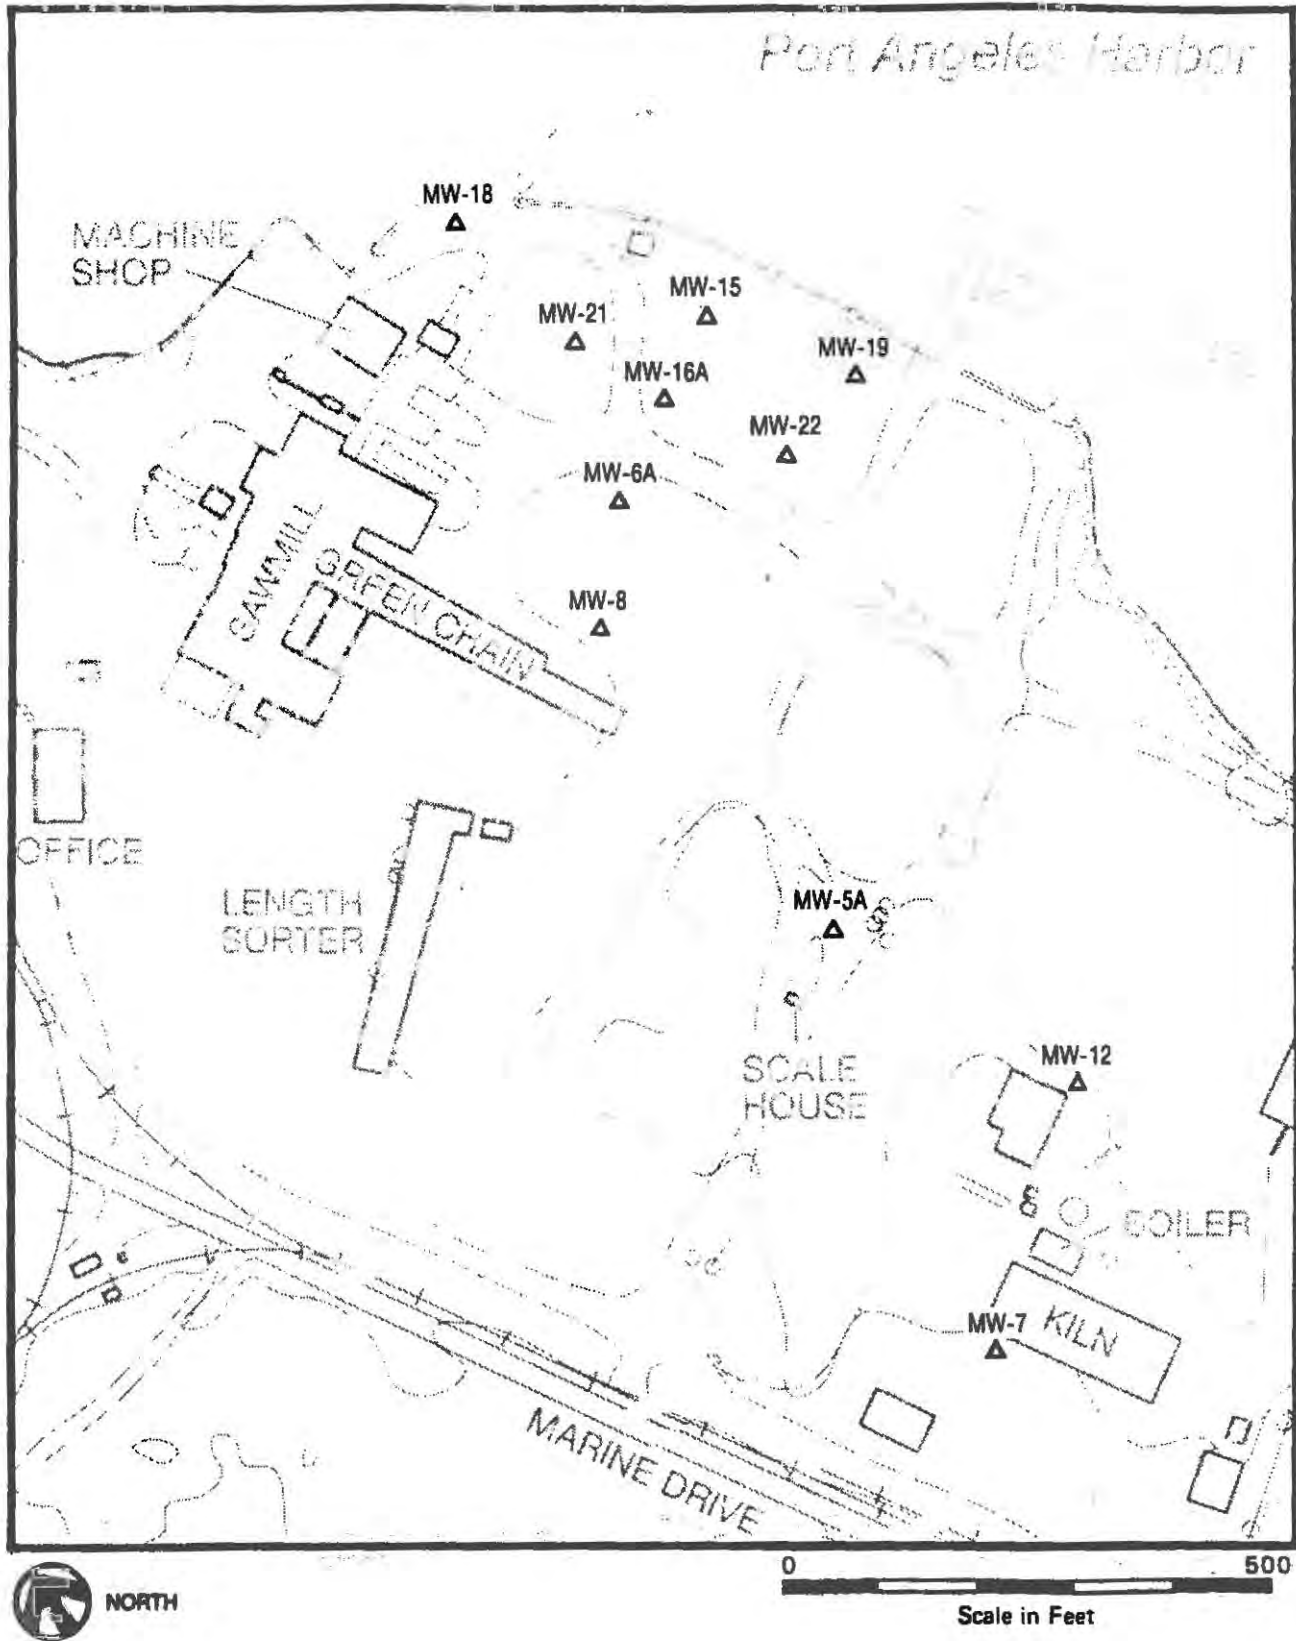 Port Angeles Harbor
MW-18
MACHINE
SHOP
MW-15
MW-21
MW-19
MW-16A
MW-22
MW-6A
SAWMILL
GREEN CHAIN
MW-8
OFFICE
LENGTH
SORTER
MW-5A
SCALE
HOUSE
MW-12
BOILER
MW-7
KILN
MARINE DRIVE
NORTH
0 500
Scale in Feet